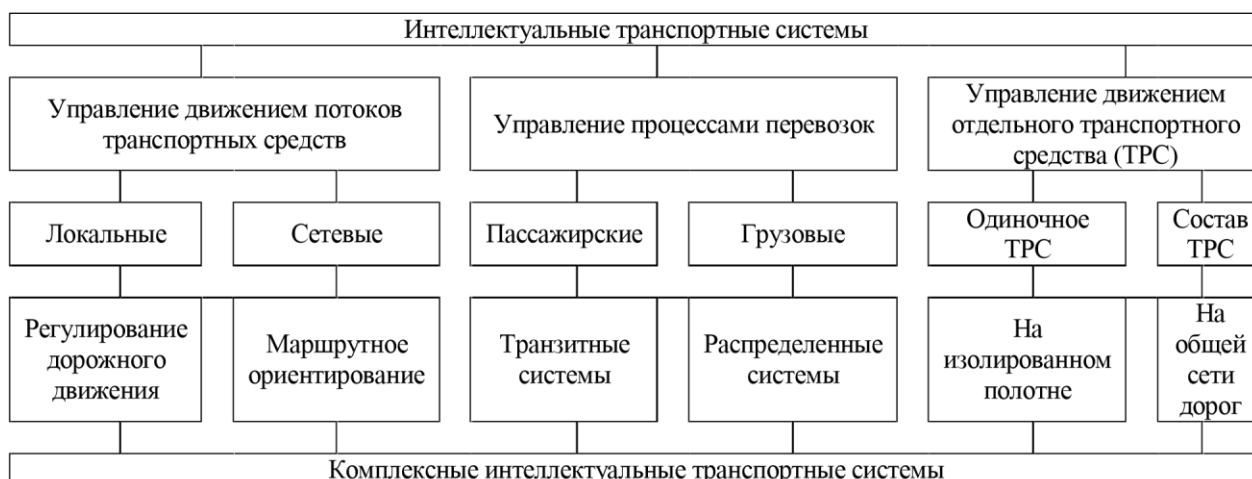 Интеллектуальные транспортные системы
Управление движением потоков
транспортных средств
Управление процессами перевозок
Управление движением
отдельного транспортного
средства (ТРС)
Локальные
Сетевые
Пассажирские
Грузовые
Одиночное
ТРС
Состав
ТРС
Регулирование
дорожного
движения
Маршрутное
ориентирование
Транзитные
системы
Распределенные
системы
На
изолированном
полотне
На
общей
сети
дорог
Комплексные интеллектуальные транспортные системы